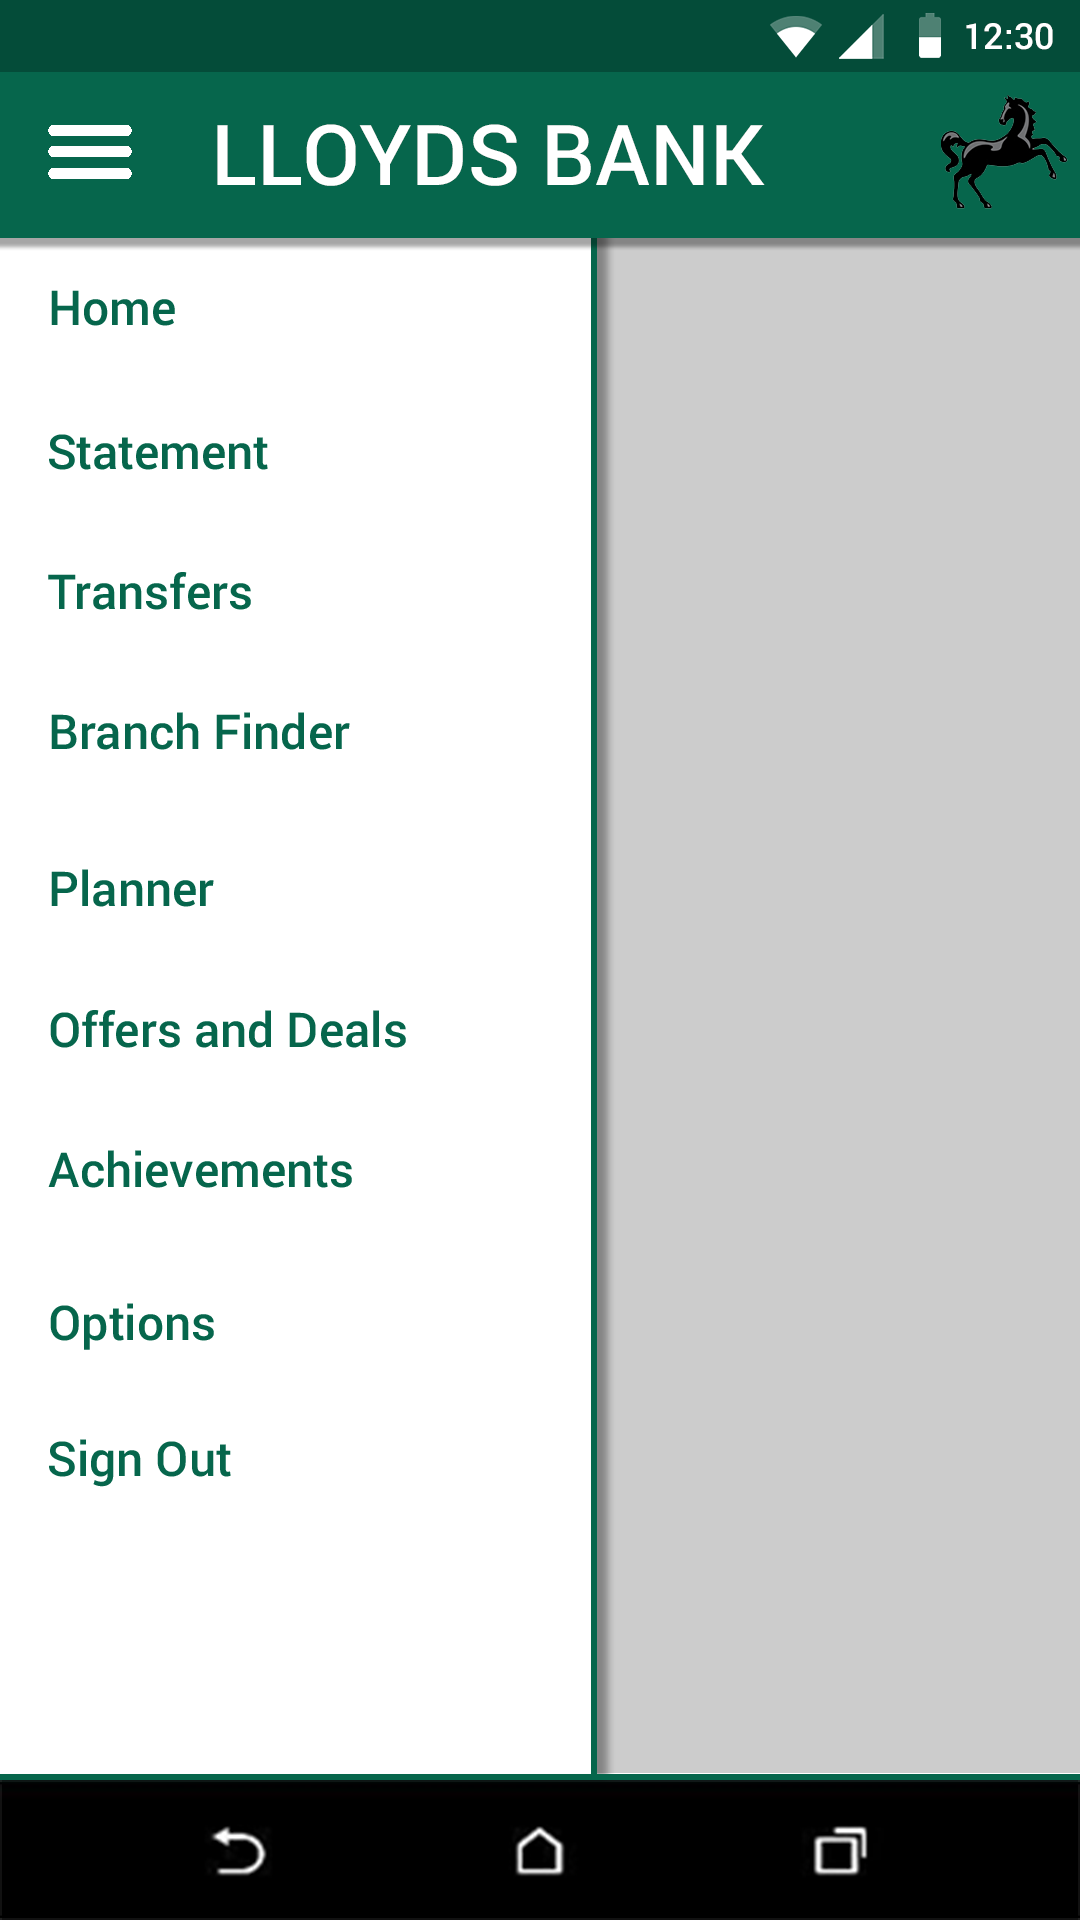 12:30
LLOYDS BANK
Home
Statement
Transfers
Branch Finder
Planner
Offers and Deals
Achievements
Options
Sign Out